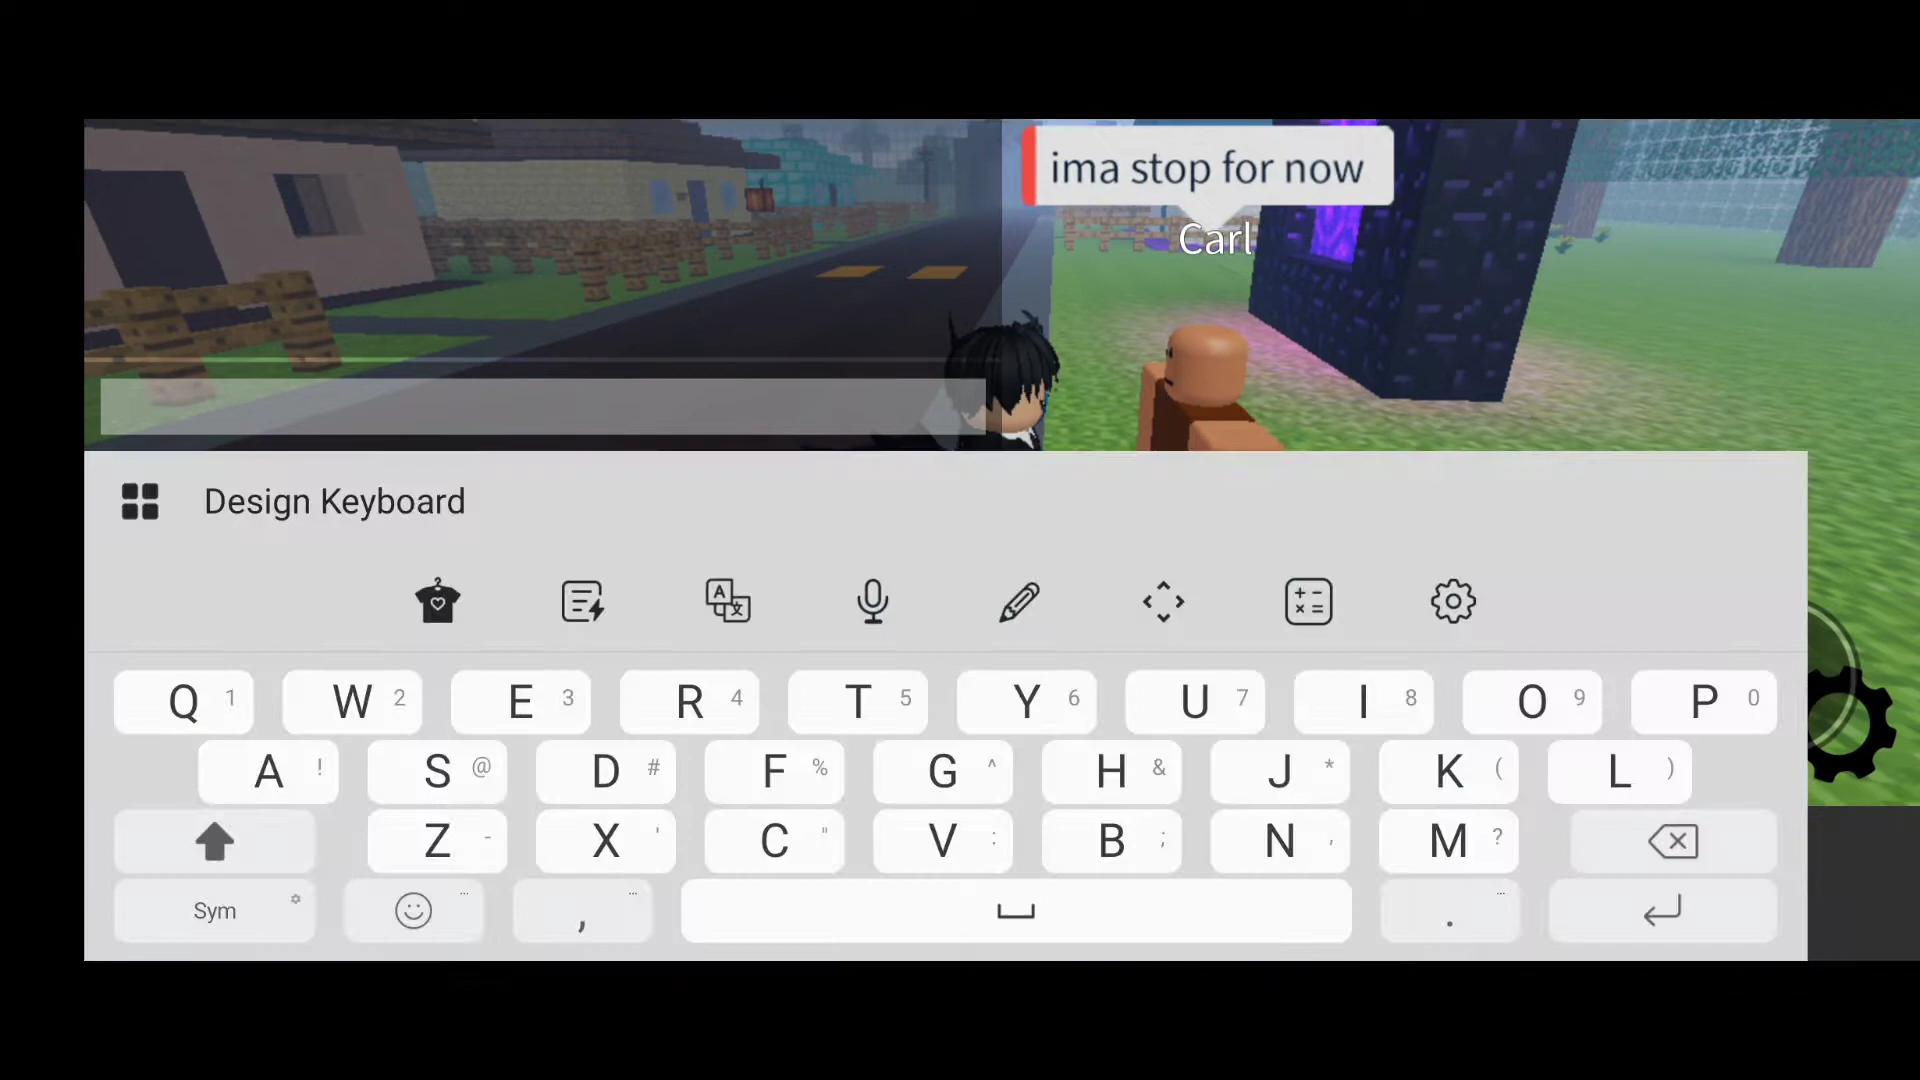 ima stop for now
Carl
Design Keyboard
Q 1 W 2 E 3 R 4 T 5 Y 6 U 7 I 8 O 9 P 0
A ! S @ D # F % G ^ H & J * K ( L )
Z - X ' C " V : B ; N , M ?
Sym , .